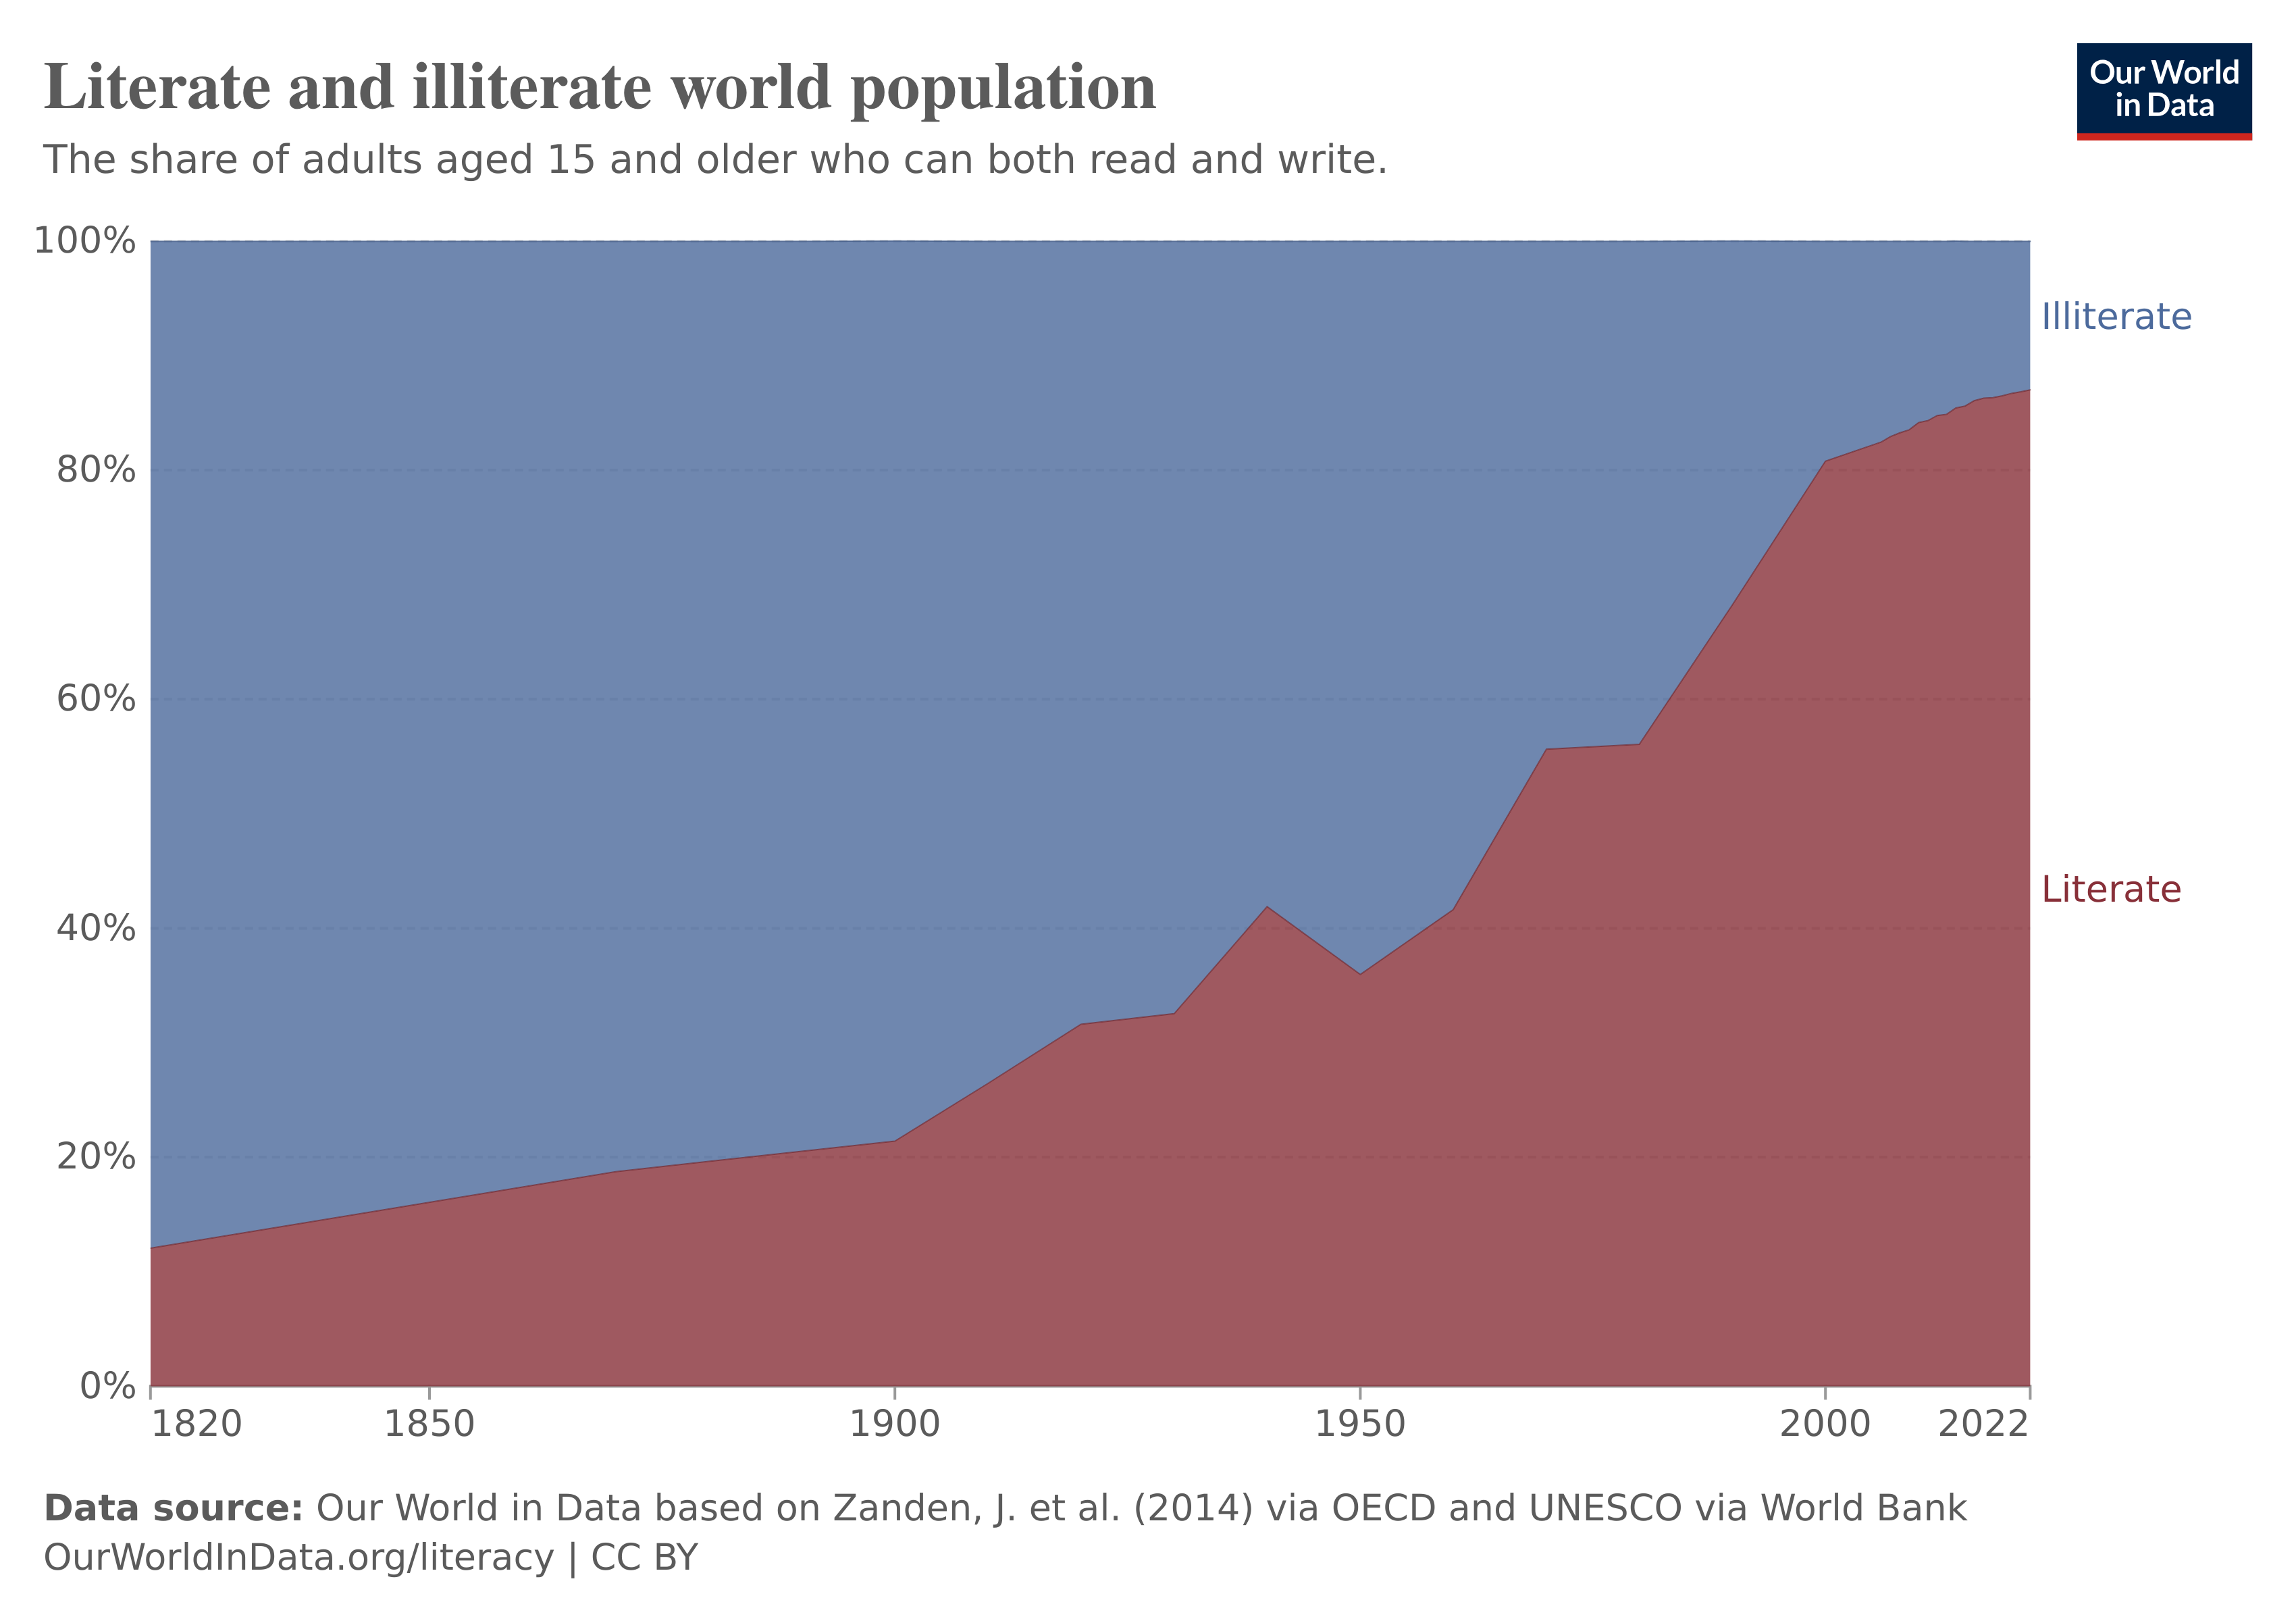 Literate and illiterate world population
The share of adults aged 15 and older who can both read and write.
Our World
in Data
100%
80%
60%
40%
20%
0%
Illiterate
Literate
1820
1850
1900
1950
2000
2022
Data source: Our World in Data based on Zanden, J. et al. (2014) via OECD and UNESCO via World Bank
OurWorldInData.org/literacy | CC BY